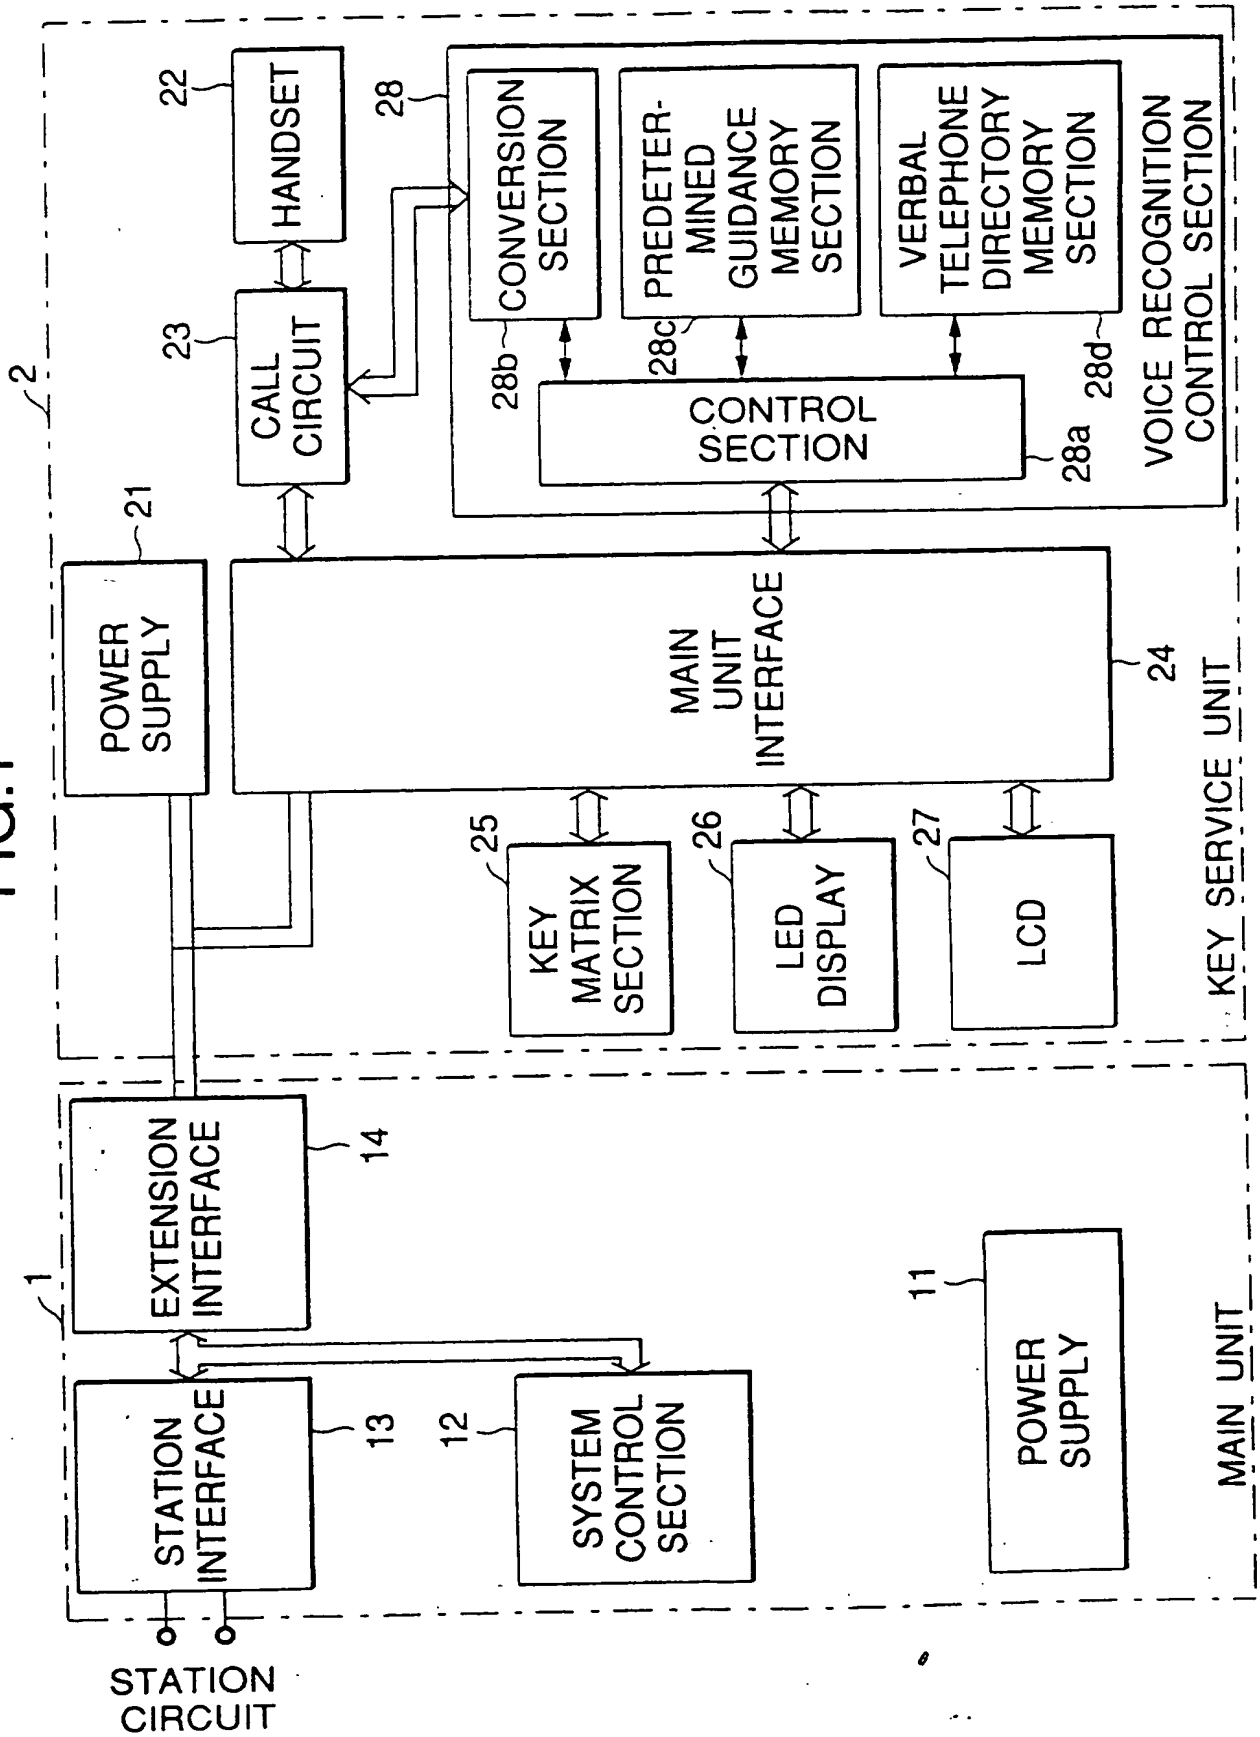 FIG.1
1
2
STATION
CIRCUIT
STATION
INTERFACE
13
EXTENSION
INTERFACE
14
SYSTEM
CONTROL
SECTION
12
POWER
SUPPLY
11
MAIN UNIT
POWER
SUPPLY
21
HANDSET
22
CALL
CIRCUIT
23
MAIN
UNIT
INTERFACE
24
KEY
MATRIX
SECTION
25
LED
DISPLAY
26
LCD
27
28
CONVERSION
SECTION
28b
PREDETER-
MINED
GUIDANCE
MEMORY
SECTION
28c
VERBAL
TELEPHONE
DIRECTORY
MEMORY
SECTION
28d
CONTROL
SECTION
28a
VOICE RECOGNITION
CONTROL SECTION
KEY SERVICE UNIT